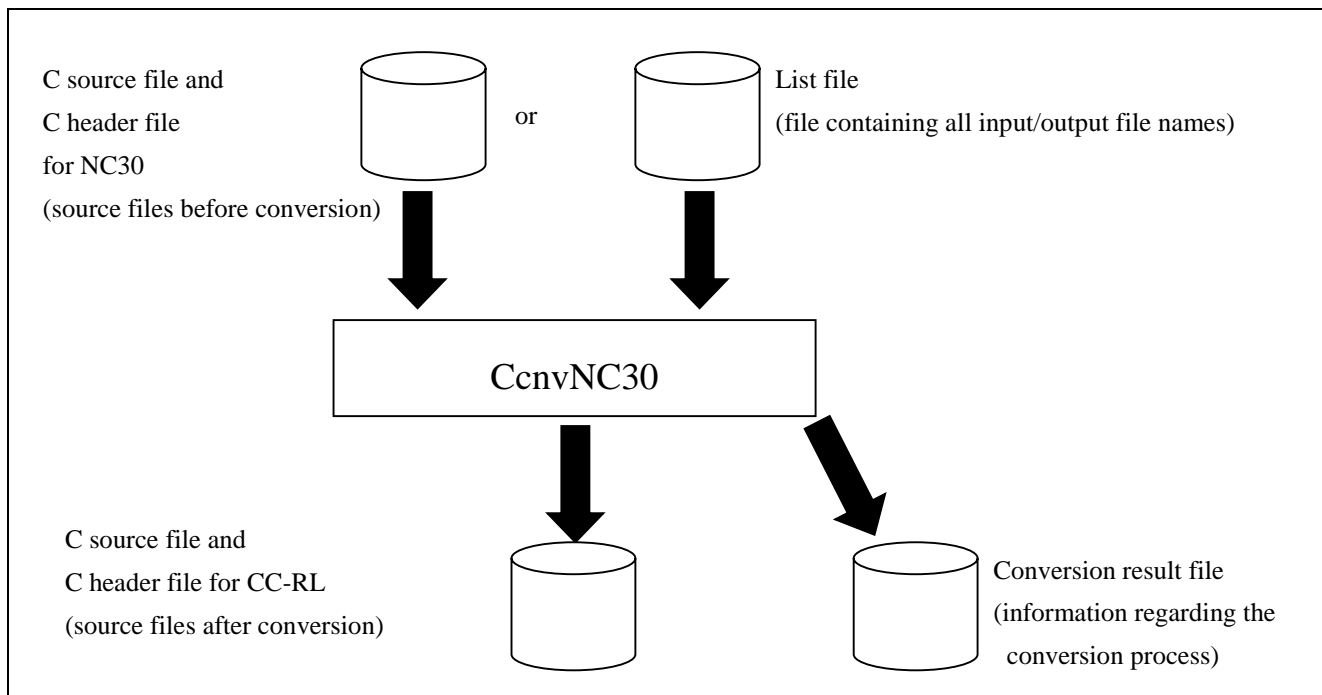 C source file and
C header file
for NC30
(source files before conversion)
or
List file
(file containing all input/output file names)
CcnvNC30
C source file and
C header file for CC-RL
(source files after conversion)
Conversion result file
(information regarding the
conversion process)